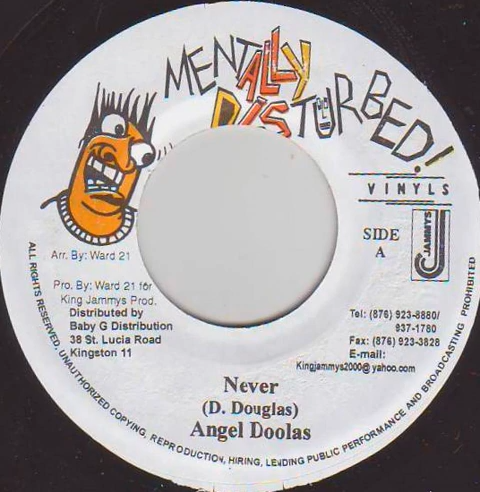 MENTALLY
DISTURBED!
VINYLS
SIDE
A
JAMMYS
Arr. By: Ward 21
Pro. By: Ward 21 for
King Jammys Prod.
Distributed by
Baby G Distribution
38 St. Lucia Road
Kingston 11
Tel: (876) 923-8880/
937-1780
Fax: (876) 923-3828
E-mail:
Kingjammys2000@yahoo.com
Never
(D. Douglas)
Angel Doolas
ALL RIGHTS RESERVED, UNAUTHORIZED COPYING, REPRODUCTION, HIRING, LENDING PUBLIC PERFORMANCE AND BROADCASTING PROHIBITED